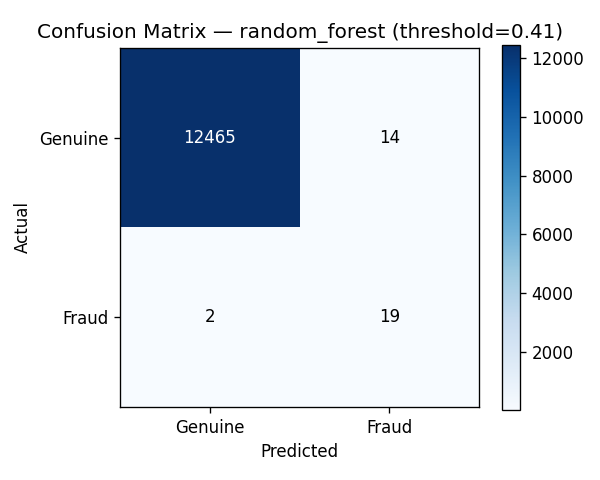 Confusion Matrix — random_forest (threshold=0.41)
Actual
Genuine
12465
14
Fraud
2
19
Genuine
Fraud
Predicted
12000
10000
8000
6000
4000
2000